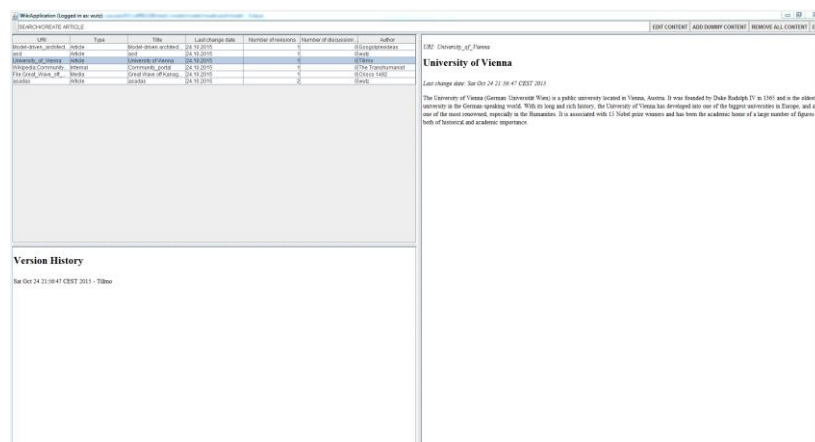 WikiApplication (Logged in as: wutz)
SEARCH/CREATE ARTICLE
EDIT CONTENT ADD DUMMY CONTENT REMOVE ALL CONTENT
URI Type Title Last change date Number of revisions Number of discussion ... Author
Model-driven_architect... Article Model-driven architect... 24.10.2015 1 0 Googolplexideas
asd Article asd 24.10.2015 1 0 wutz
University_of_Vienna Article University of Vienna 24.10.2015 1 0 Tillmo
Wikipedia:Community... Internal Community_portal 24.10.2015 1 0 The Transhumanist
File:Great_Wave_off_... Media Great Wave off Kanag... 24.10.2015 1 0 Crisco 1492
asadas Article asadas 24.10.2015 2 0 wutz
URI: University_of_Vienna
University of Vienna
Last change date: Sat Oct 24 21:56:47 CEST 2015
The University of Vienna (German: Universität Wien) is a public university located in Vienna, Austria. It was founded by Duke Rudolph IV in 1365 and is the oldest
university in the German-speaking world. With its long and rich history, the University of Vienna has developed into one of the biggest universities in Europe, and a
one of the most renowned, especially in the Humanities. It is associated with 15 Nobel prize winners and has been the academic home of a large number of figures
both of historical and academic importance.
Version History
Sat Oct 24 21:56:47 CEST 2015 - Tillmo